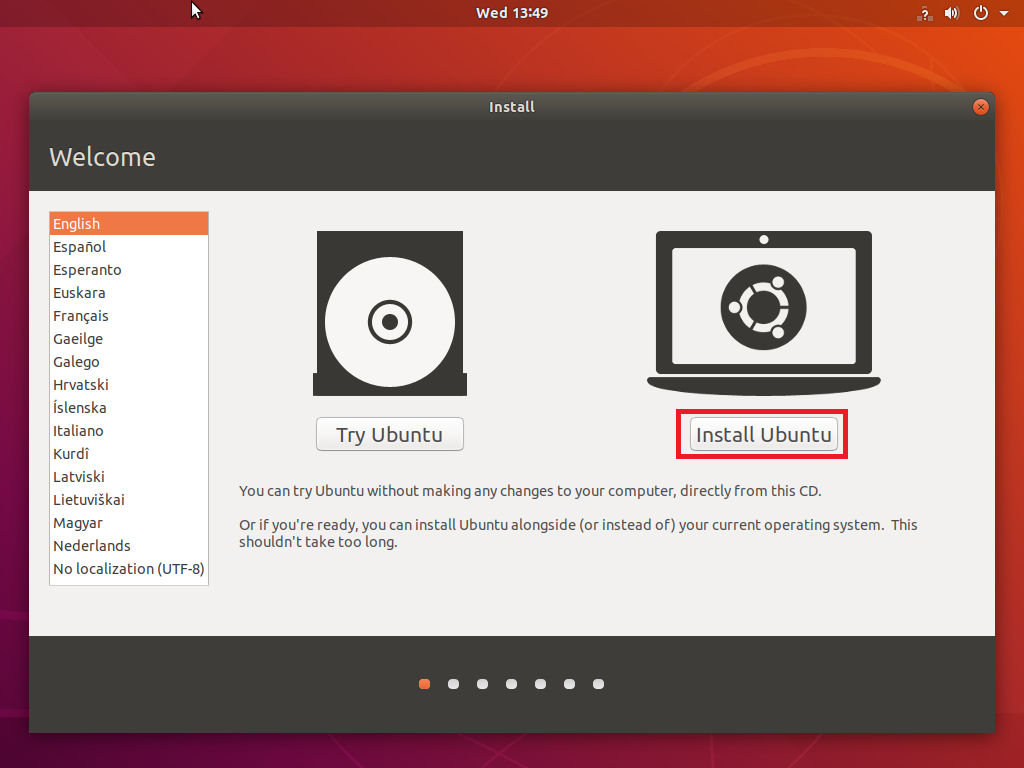 Wed 13:49
Install
Welcome
English
Español
Esperanto
Euskara
Français
Gaeilge
Galego
Hrvatski
Íslenska
Italiano
Kurdî
Latviski
Lietuviškai
Magyar
Nederlands
No localization (UTF-8)
Try Ubuntu
Install Ubuntu
You can try Ubuntu without making any changes to your computer, directly from this CD.
Or if you're ready, you can install Ubuntu alongside (or instead of) your current operating system.  This
shouldn't take too long.